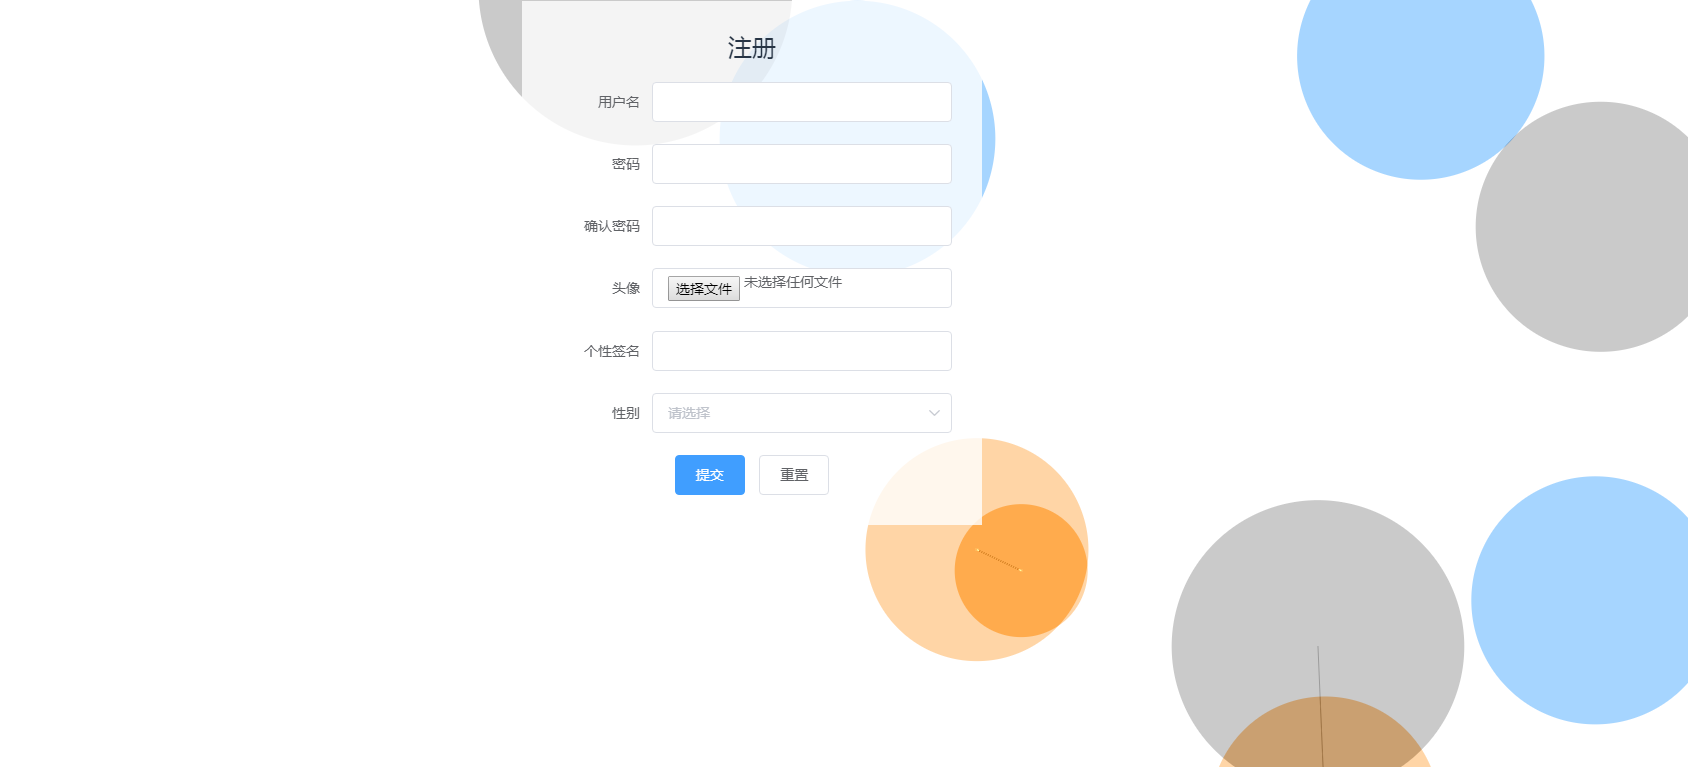 注册
用户名
密码
确认密码
头像 选择文件 未选择任何文件
个性签名
性别 请选择
提交 重置